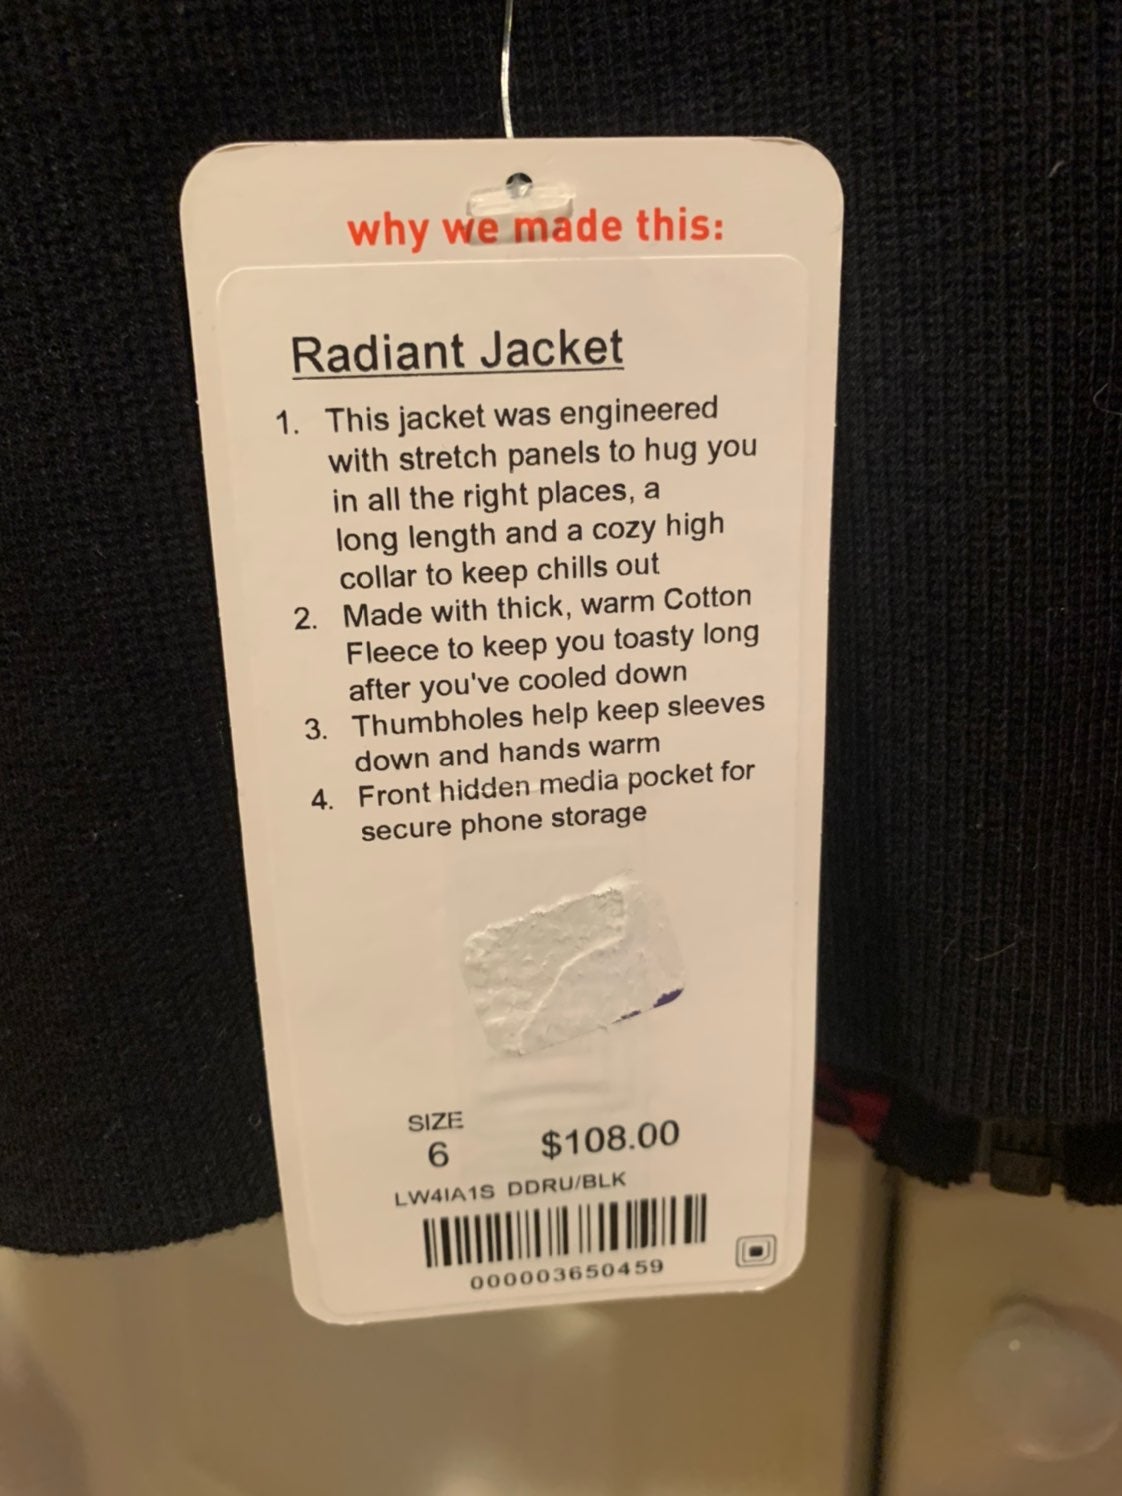 why we made this:
Radiant Jacket
1. This jacket was engineered
with stretch panels to hug you
in all the right places, a
long length and a cozy high
collar to keep chills out
2. Made with thick, warm Cotton
Fleece to keep you toasty long
after you've cooled down
3. Thumbholes help keep sleeves
down and hands warm
4. Front hidden media pocket for
secure phone storage
SIZE
6 $108.00
LW4IA1S DDRU/BLK
000003650459